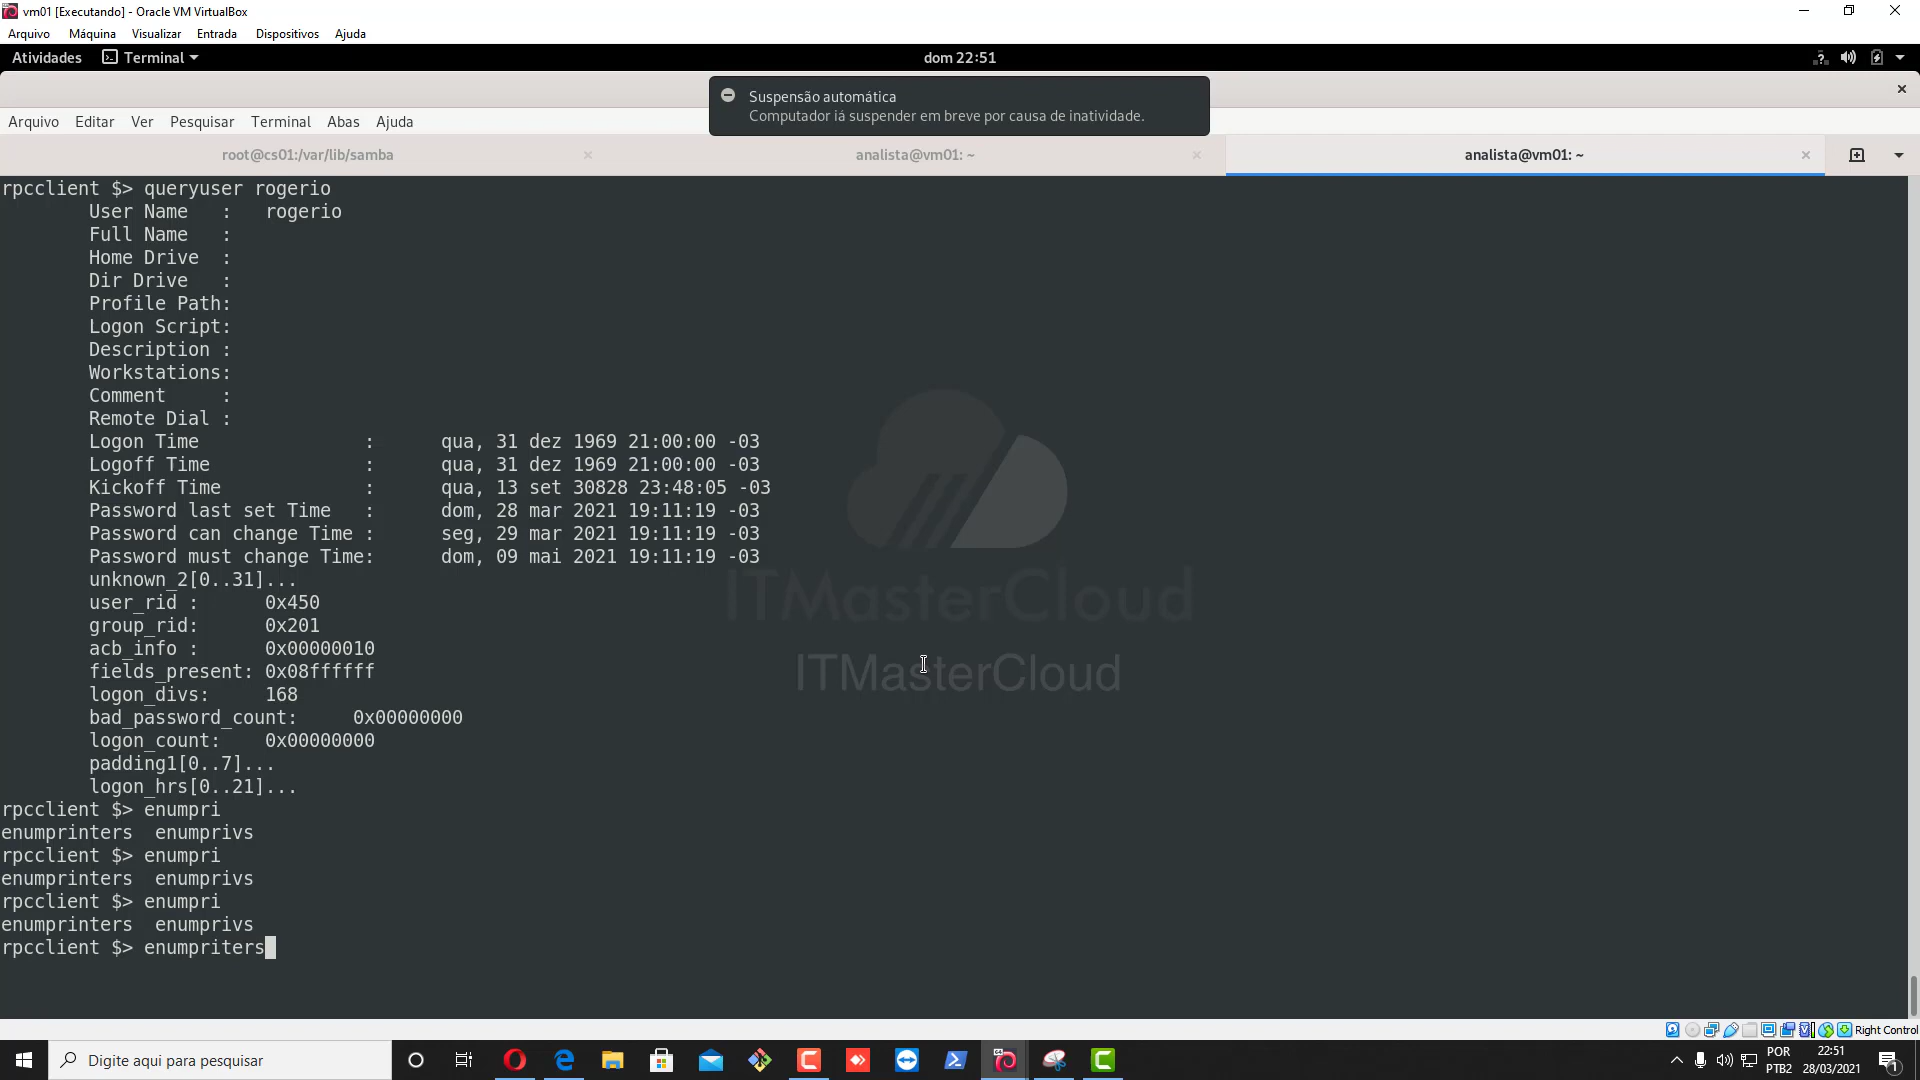 vm01 [Executando] - Oracle VM VirtualBox
Arquivo Máquina Visualizar Entrada Dispositivos Ajuda
Atividades Terminal dom 22:51
Suspensão automática
Computador iá suspender em breve por causa de inatividade.
Arquivo Editar Ver Pesquisar Terminal Abas Ajuda
root@cs01:/var/lib/samba analista@vm01: ~ analista@vm01: ~
rpcclient $> queryuser rogerio
User Name : rogerio
Full Name :
Home Drive :
Dir Drive :
Profile Path:
Logon Script:
Description :
Workstations:
Comment :
Remote Dial :
Logon Time : qua, 31 dez 1969 21:00:00 -03
Logoff Time : qua, 31 dez 1969 21:00:00 -03
Kickoff Time : qua, 13 set 30828 23:48:05 -03
Password last set Time : dom, 28 mar 2021 19:11:19 -03
Password can change Time : seg, 29 mar 2021 19:11:19 -03
Password must change Time: dom, 09 mai 2021 19:11:19 -03
unknown_2[0..31]...
user_rid : 0x450
group_rid: 0x201
acb_info : 0x00000010
fields_present: 0x08ffffff
logon_divs: 168
bad_password_count: 0x00000000
logon_count: 0x00000000
padding1[0..7]...
logon_hrs[0..21]...
rpcclient $> enumpri
enumprinters enumprivs
rpcclient $> enumpri
enumprinters enumprivs
rpcclient $> enumpri
enumprinters enumprivs
rpcclient $> enumpriters
ITMasterCloud
ITMasterCloud
Right Control
Digite aqui para pesquisar
POR
PTB2
22:51
28/03/2021
1